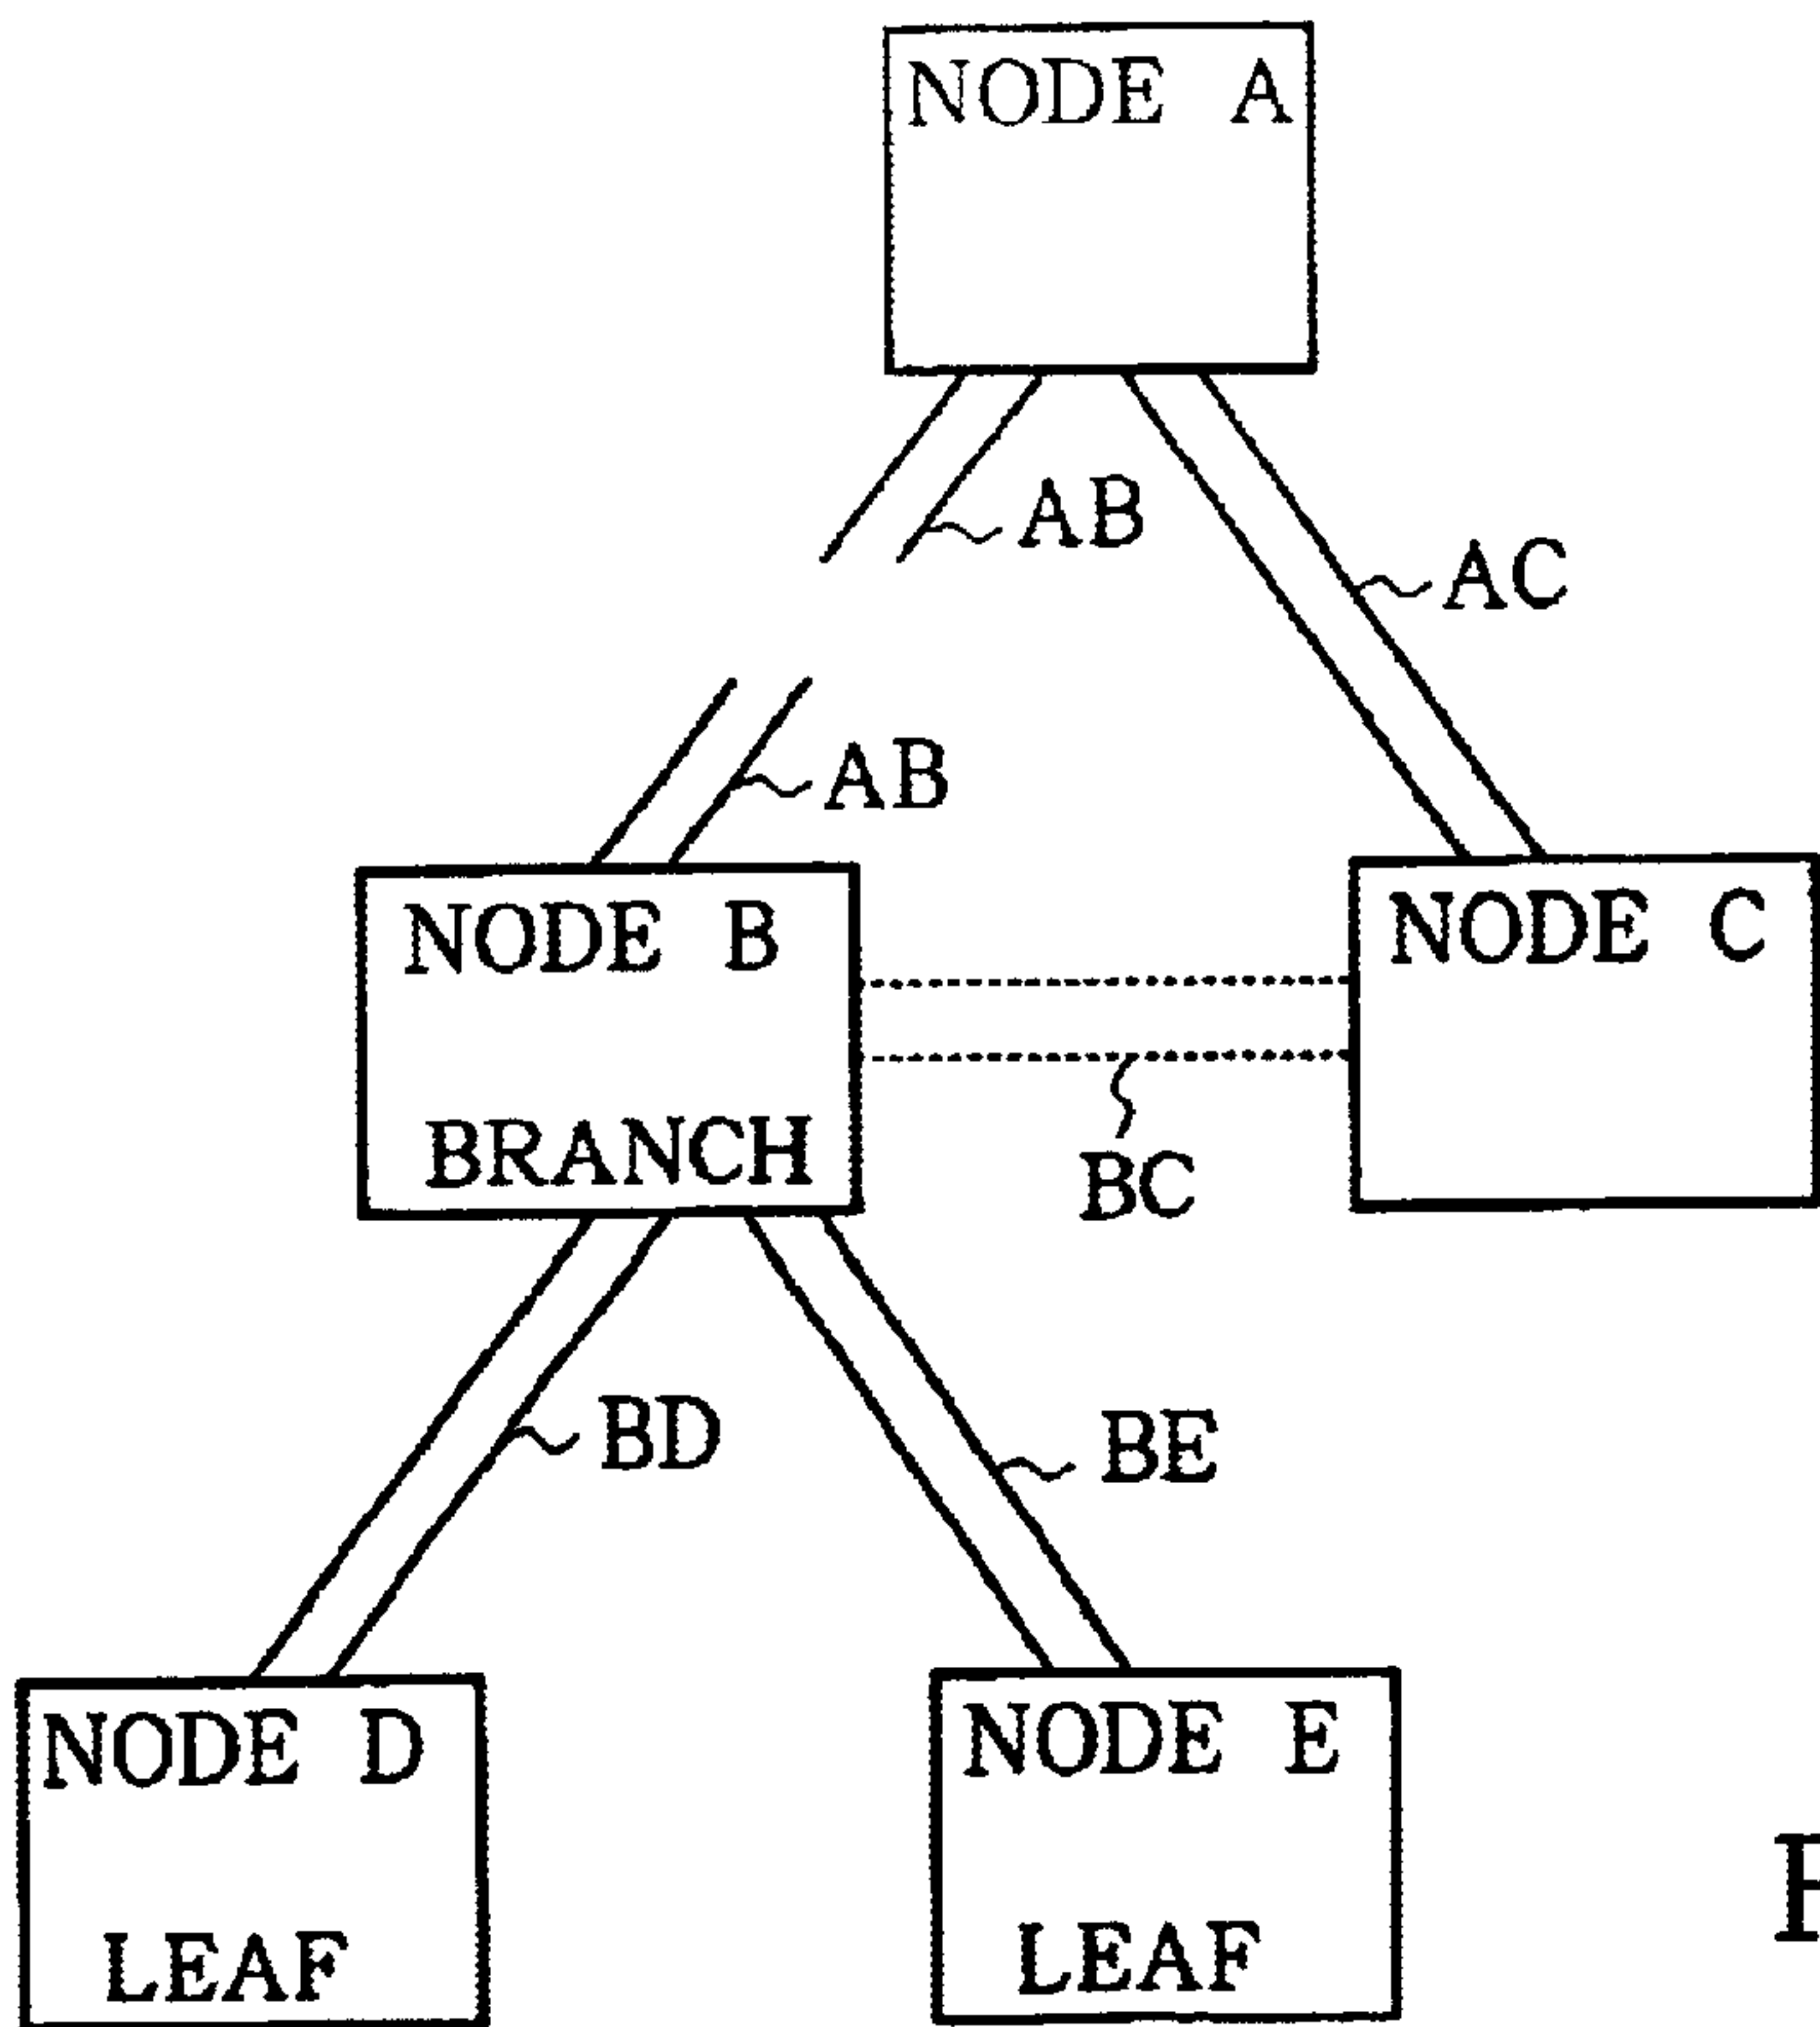 NODE A
AB
AC
AB
NODE B
NODE C
BRANCH
BC
BD
BE
NODE D
NODE E
LEAF
LEAF